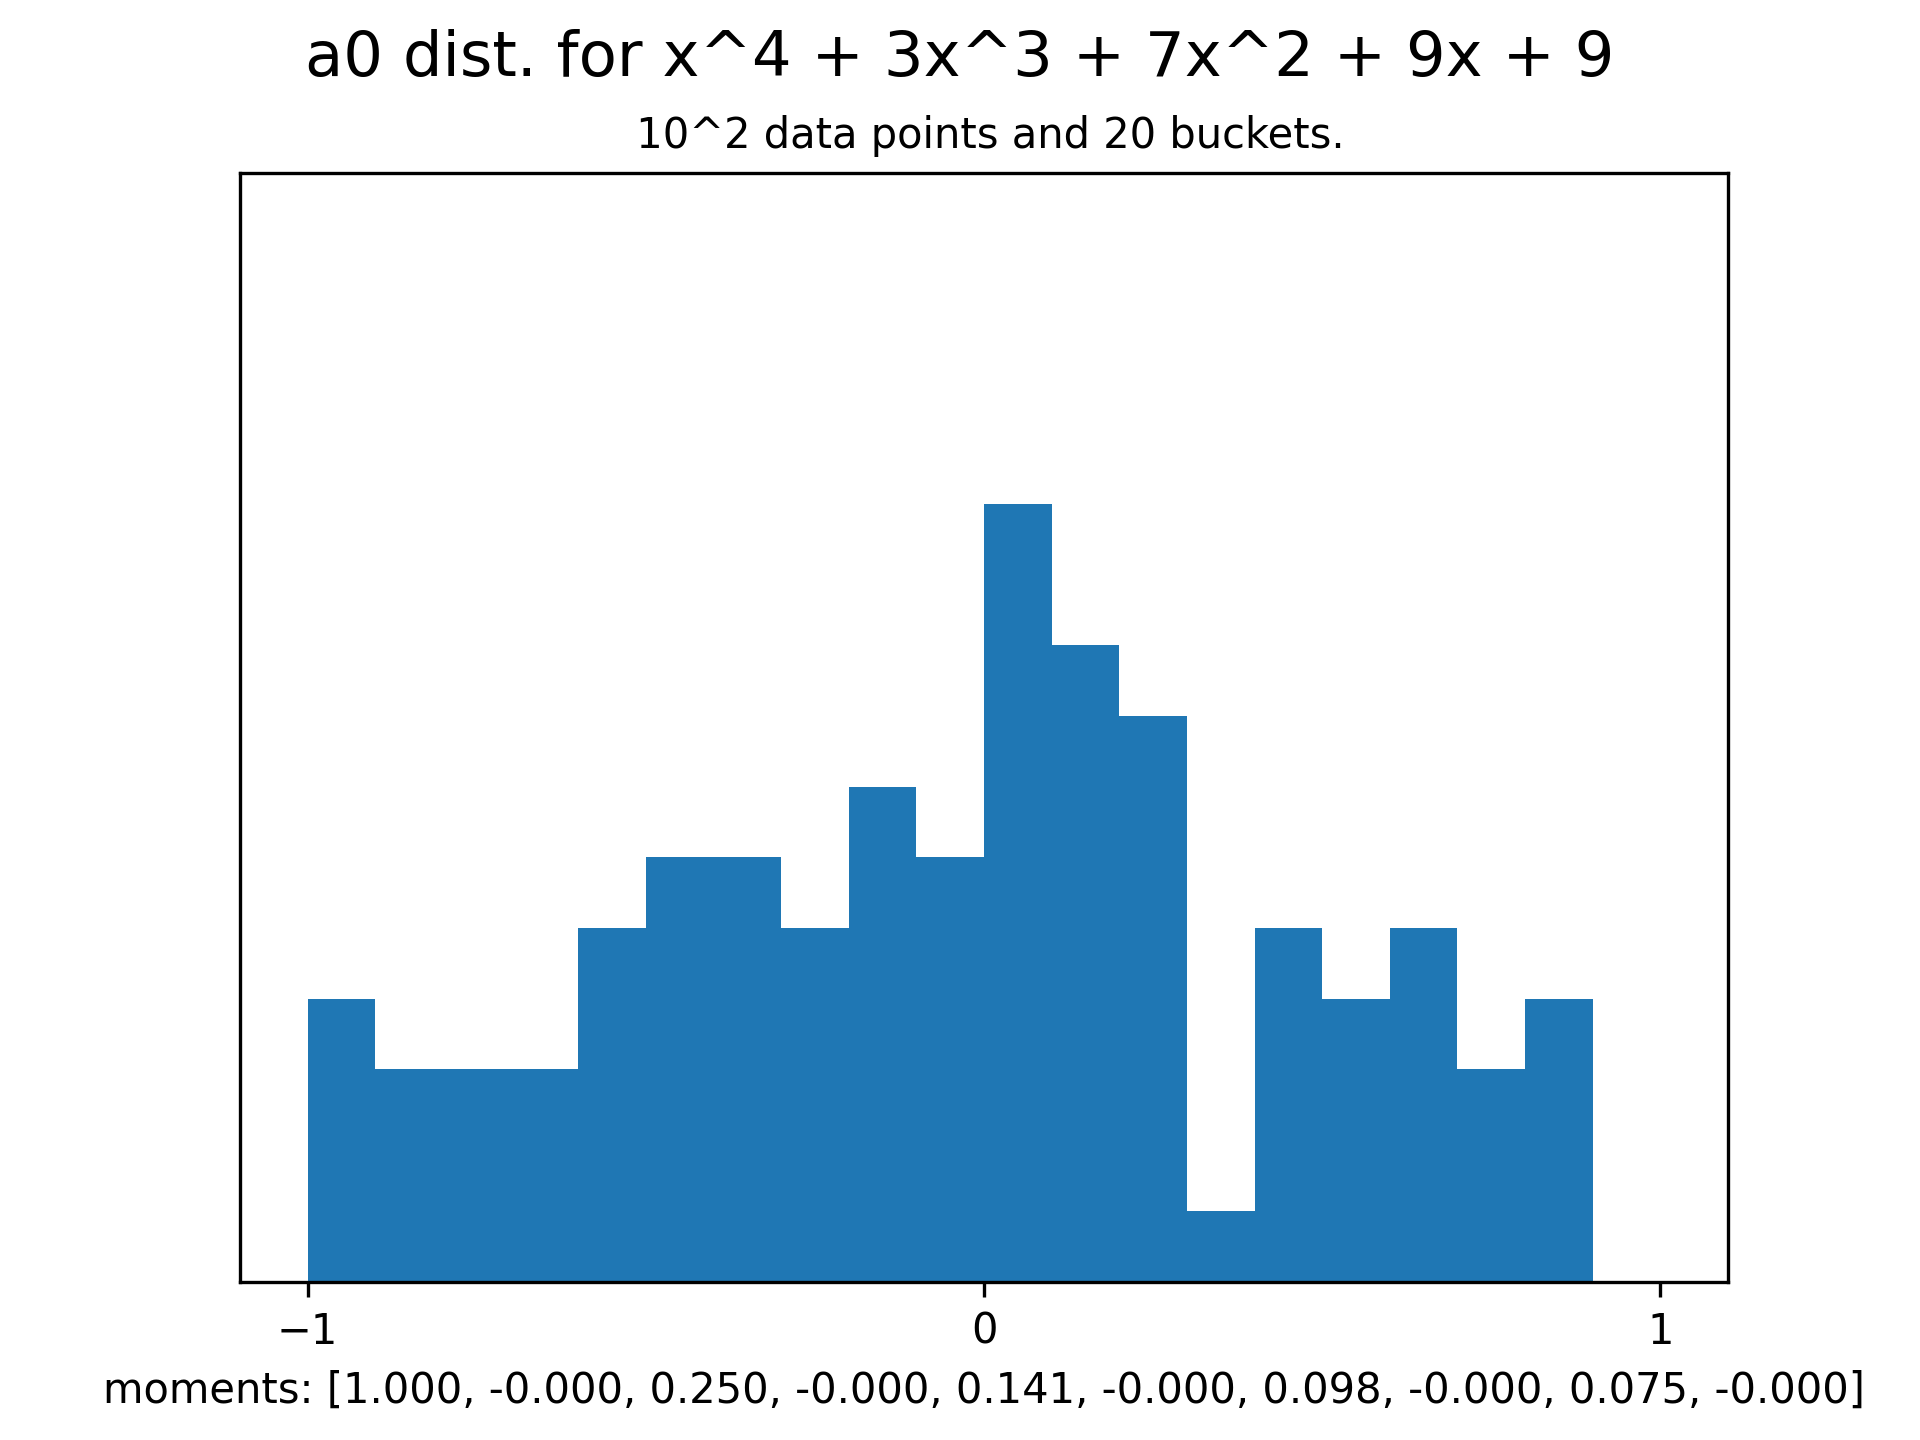 a0 dist. for x^4 + 3x^3 + 7x^2 + 9x + 9
10^2 data points and 20 buckets.
−1 0 1
moments: [1.000, -0.000, 0.250, -0.000, 0.141, -0.000, 0.098, -0.000, 0.075, -0.000]